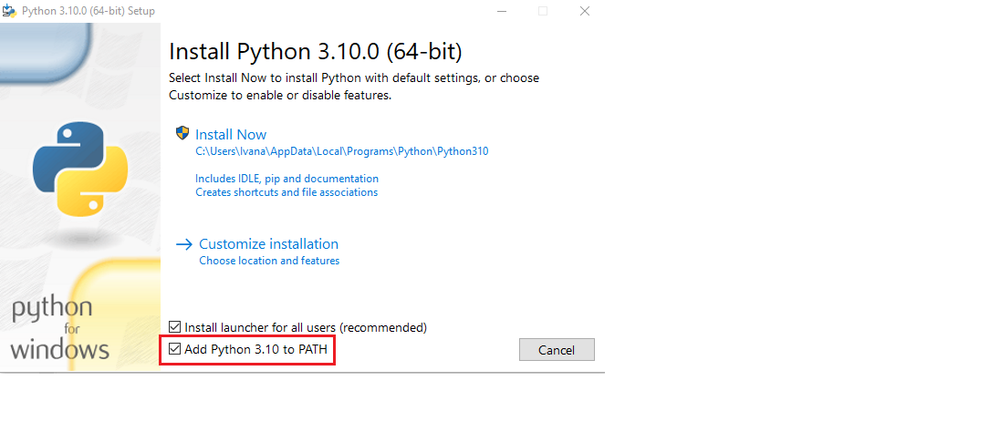 Python 3.10.0 (64-bit) Setup
Install Python 3.10.0 (64-bit)
Select Install Now to install Python with default settings, or choose
Customize to enable or disable features.
Install Now
C:\Users\Ivana\AppData\Local\Programs\Python\Python310
Includes IDLE, pip and documentation
Creates shortcuts and file associations
Customize installation
Choose location and features
python
for
windows
Install launcher for all users (recommended)
Add Python 3.10 to PATH
Cancel